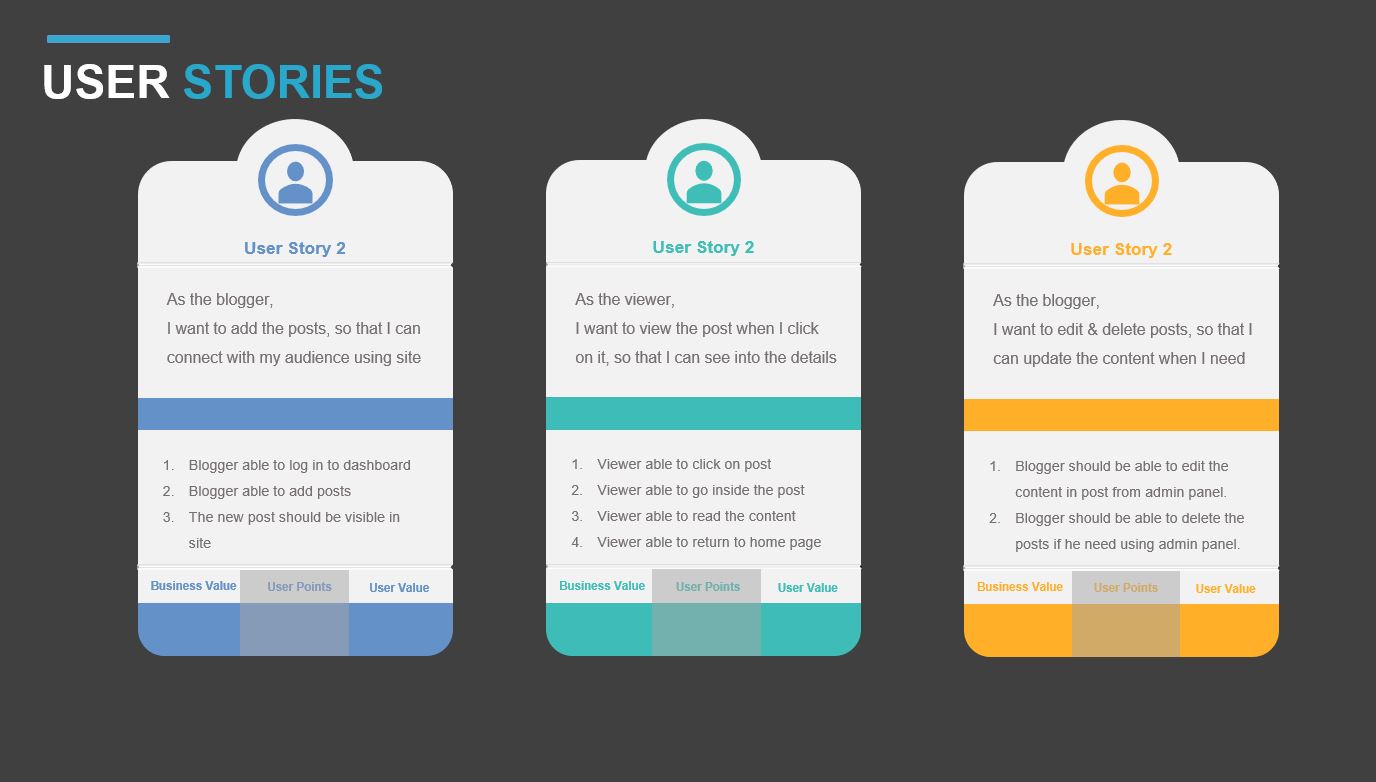 USER STORIES
User Story 2
As the blogger,
I want to add the posts, so that I can
connect with my audience using site
1. Blogger able to log in to dashboard
2. Blogger able to add posts
3. The new post should be visible in
site
Business Value
User Points
User Value
User Story 2
As the viewer,
I want to view the post when I click
on it, so that I can see into the details
1. Viewer able to click on post
2. Viewer able to go inside the post
3. Viewer able to read the content
4. Viewer able to return to home page
Business Value
User Points
User Value
User Story 2
As the blogger,
I want to edit & delete posts, so that I
can update the content when I need
1. Blogger should be able to edit the
content in post from admin panel.
2. Blogger should be able to delete the
posts if he need using admin panel.
Business Value
User Points
User Value